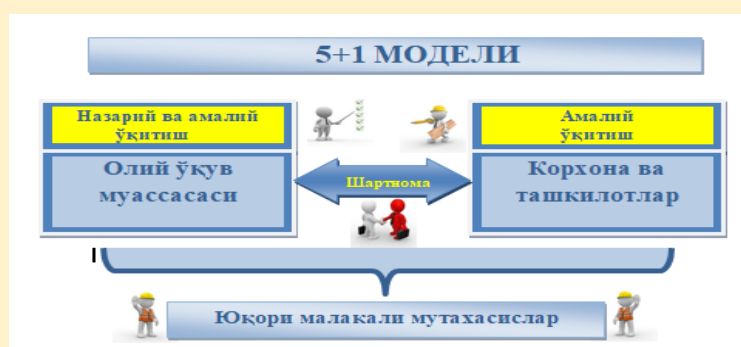 5+1 МОДЕЛИ
Назарий ва амалий
ўқитиш
Олий ўқув
муассасаси
Шартнома
Амалий
ўқитиш
Корхона ва
ташкилотлар
Юқори малакали мутахасислар